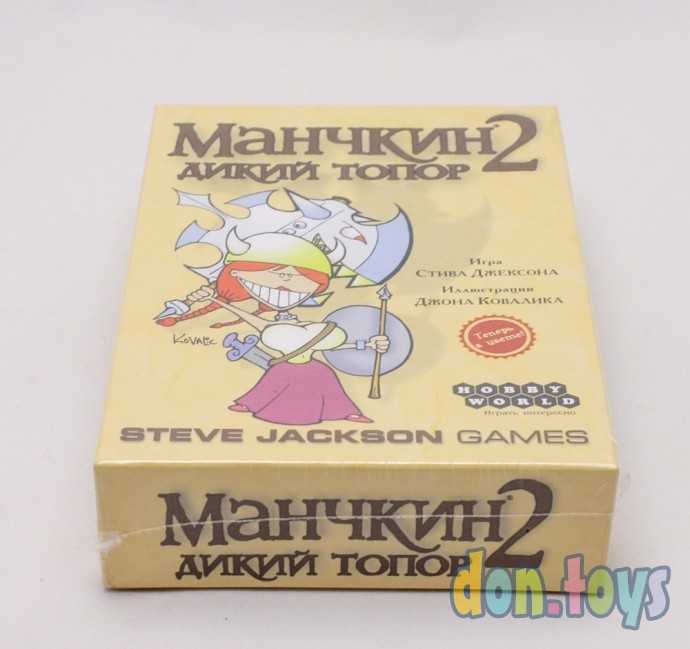 Манчкин® 2
дикий топор
Игра
Стива Джексона
Иллюстрации
Джона Ковалика
Теперь
в цвете!
KOVALIC
HOBBY
WORLD
Играть интересно
STEVE JACKSON GAMES
Манчкин® 2
дикий топор
don.toys